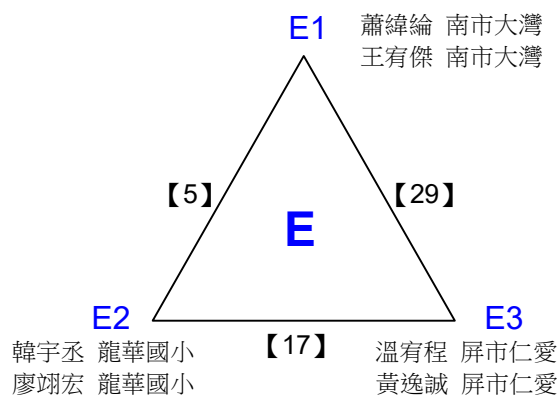 E1
蕭緯綸 南市大灣
王宥傑 南市大灣
【5】
【29】
E
E2
E3
【17】
韓宇丞 龍華國小
廖翊宏 龍華國小
溫宥程 屏市仁愛
黃逸誠 屏市仁愛